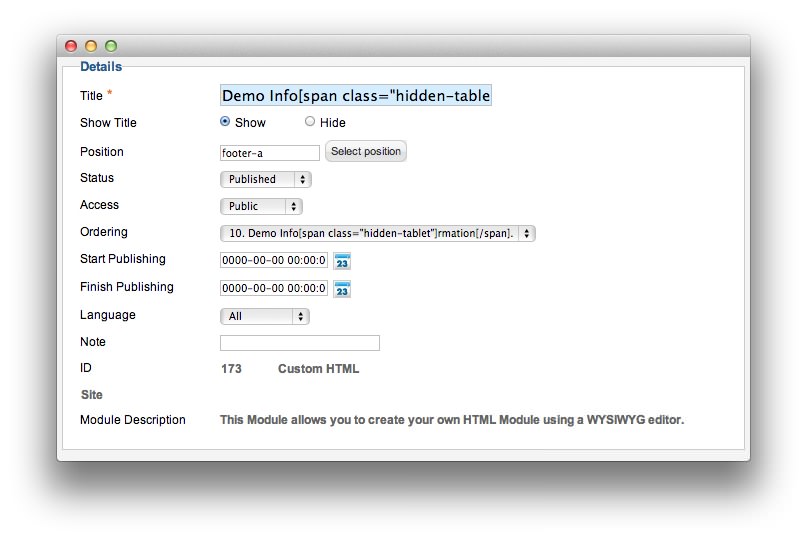 Details
Title * Demo Info[span class="hidden-table
Show Title Show Hide
Position footer-a Select position
Status Published
Access Public
Ordering 10. Demo Info[span class="hidden-tablet"]rmation[/span].
Start Publishing 0000-00-00 00:00:0 23
Finish Publishing 0000-00-00 00:00:0 23
Language All
Note
ID 173 Custom HTML
Site
Module Description This Module allows you to create your own HTML Module using a WYSIWYG editor.